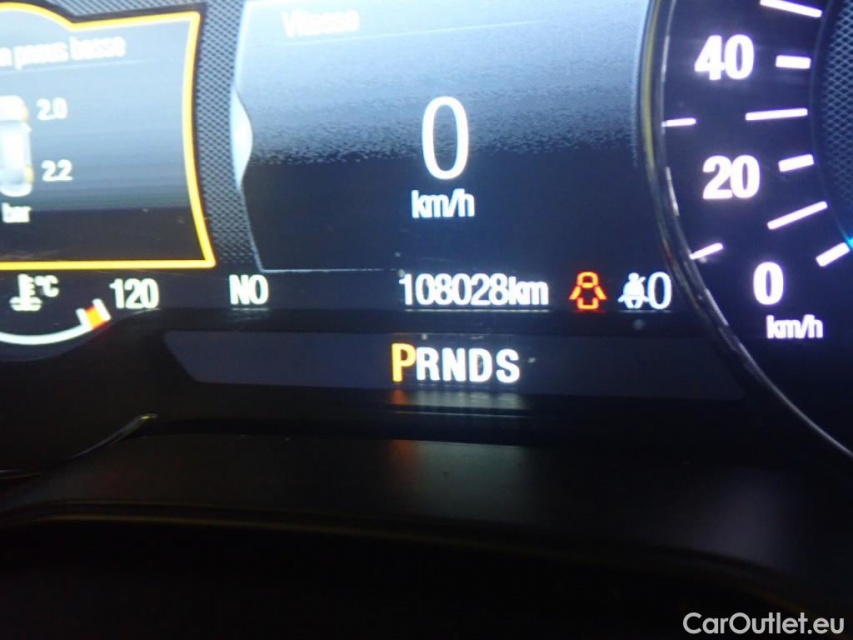 Vitesse
n pneus basse
2.0
2.2
bar
0
km/h
40
20
0
km/h
°C
120
NO
108028km
0
PRNDS
CarOutlet.eu